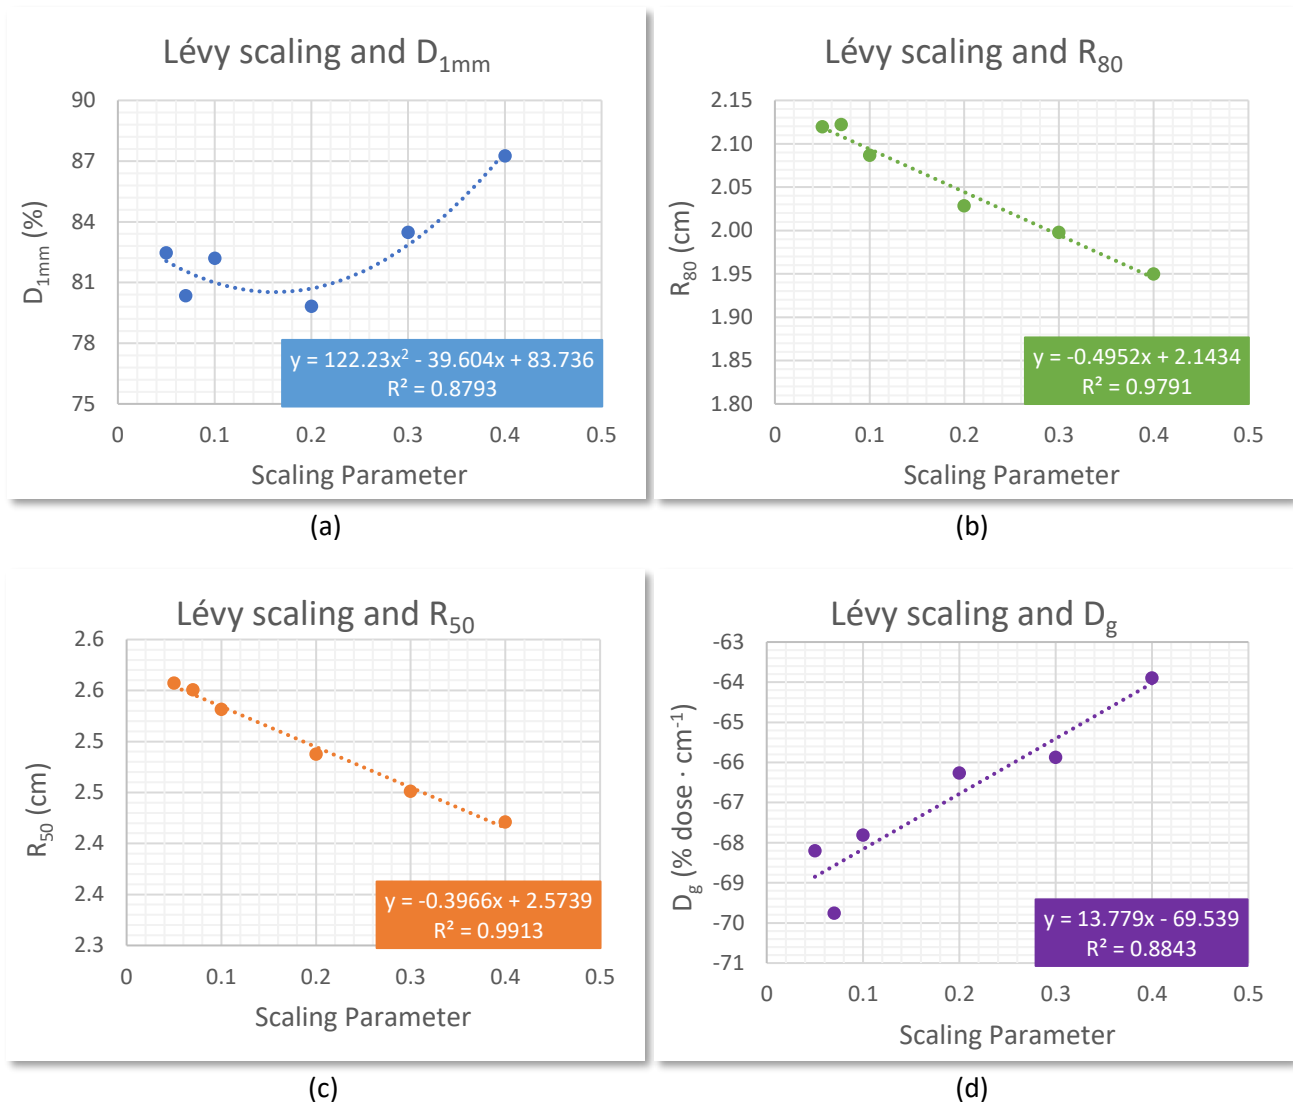 Lévy scaling and D1mm
90
87
84
81
78
75
D1mm (%)
y = 122.23x² - 39.604x + 83.736
R² = 0.8793
0 0.1 0.2 0.3 0.4 0.5
Scaling Parameter
(a)
Lévy scaling and R80
2.15
2.10
2.05
2.00
1.95
1.90
1.85
1.80
R80 (cm)
y = -0.4952x + 2.1434
R² = 0.9791
0 0.1 0.2 0.3 0.4 0.5
Scaling Parameter
(b)
Lévy scaling and R50
2.6
2.6
2.5
2.5
2.4
2.4
2.3
R50 (cm)
y = -0.3966x + 2.5739
R² = 0.9913
0 0.1 0.2 0.3 0.4 0.5
Scaling Parameter
(c)
Lévy scaling and Dg
-63
-64
-65
-66
-67
-68
-69
-70
-71
Dg (% dose · cm⁻¹)
y = 13.779x - 69.539
R² = 0.8843
0 0.1 0.2 0.3 0.4 0.5
Scaling Parameter
(d)